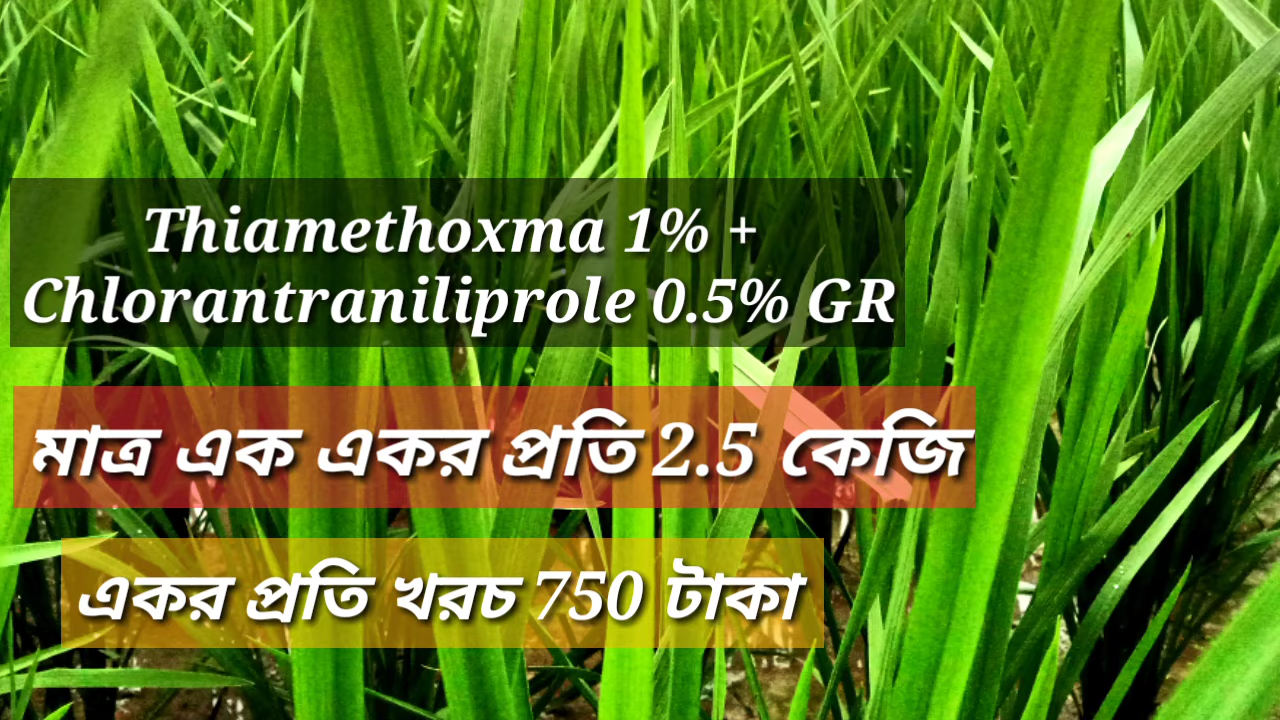 Thiamethoxma 1% +
Chlorantraniliprole 0.5% GR
মাত্র এক একর প্রতি 2.5 কেজি
একর প্রতি খরচ 750 টাকা